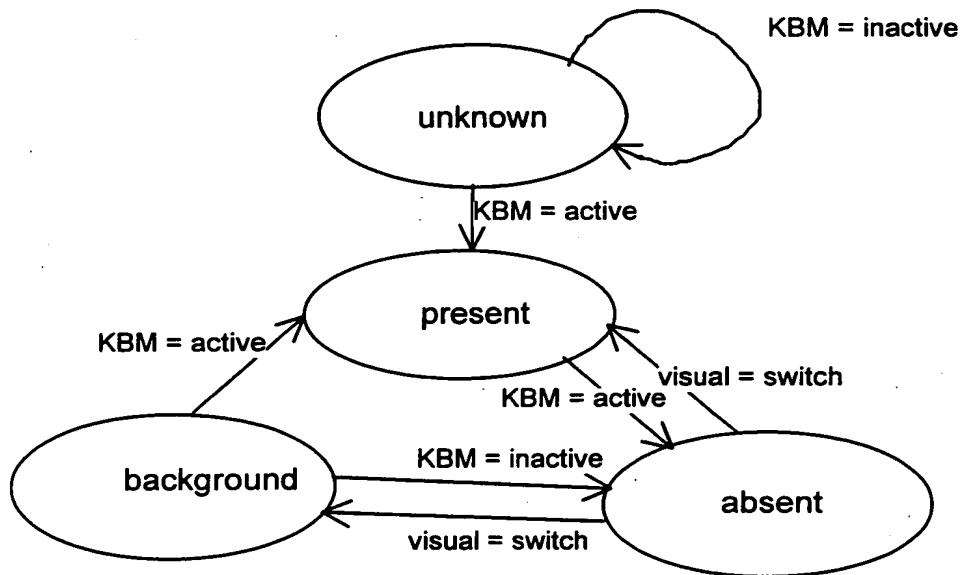 KBM = inactive
unknown
KBM = active
present
KBM = active
visual = switch
KBM = active
KBM = inactive
background
absent
visual = switch